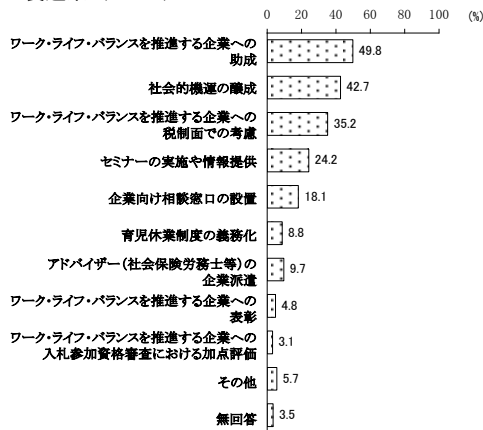 0 20 40 60 80 100 (%)
ワーク・ライフ・バランスを推進する企業への
助成
49.8
社会的機運の醸成
42.7
ワーク・ライフ・バランスを推進する企業への
税制面での考慮
35.2
セミナーの実施や情報提供
24.2
企業向け相談窓口の設置
18.1
育児休業制度の義務化
8.8
アドバイザー(社会保険労務士等)の
企業派遣
9.7
ワーク・ライフ・バランスを推進する企業への
表彰
4.8
ワーク・ライフ・バランスを推進する企業への
入札参加資格審査における加点評価
3.1
その他
5.7
無回答
3.5